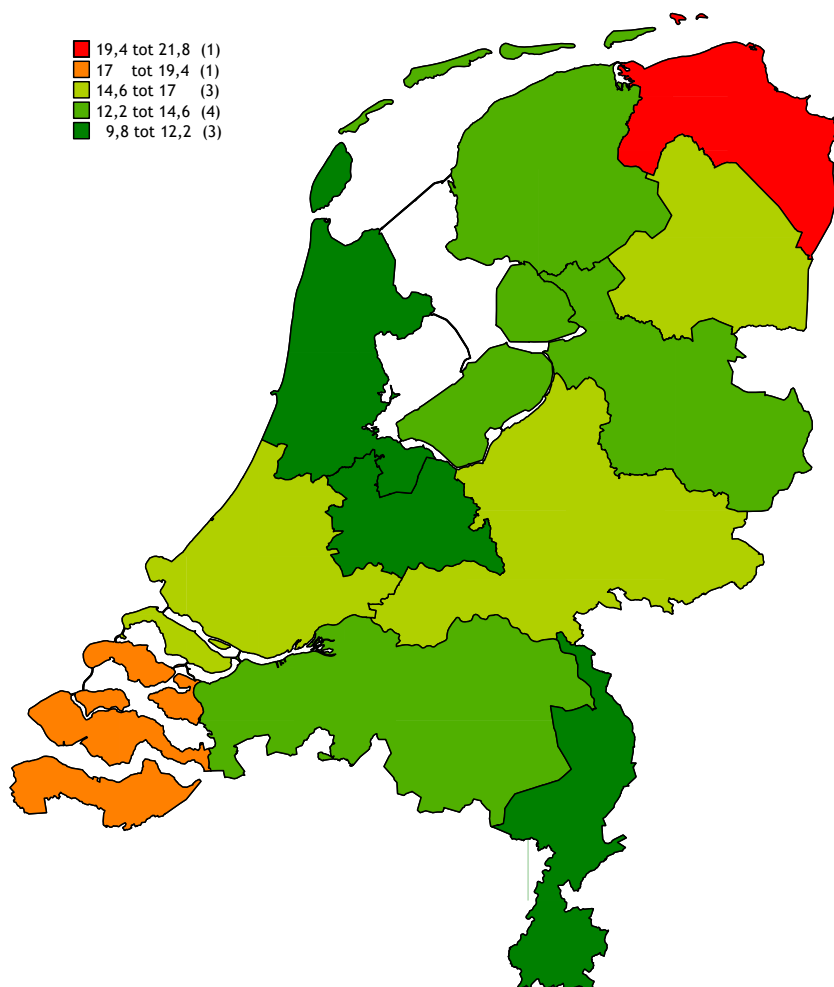 19,4 tot 21,8 (1)
17 tot 19,4 (1)
14,6 tot 17 (3)
12,2 tot 14,6 (4)
9,8 tot 12,2 (3)